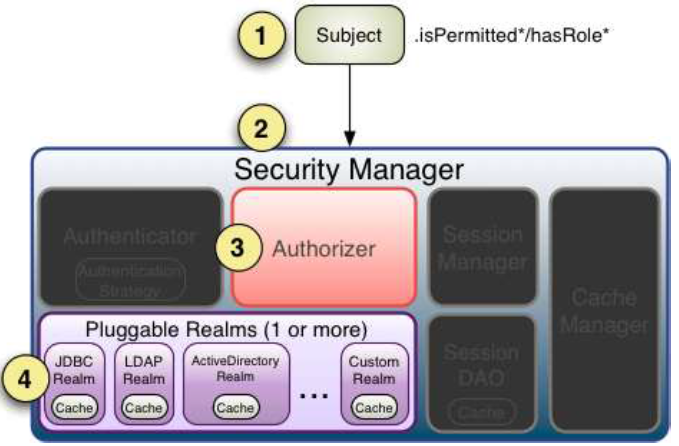 1
Subject
.isPermitted*/hasRole*
2
Security Manager
Authenticator
Authentication
Strategy
3
Authorizer
Session
Manager
Cache
Manager
Pluggable Realms (1 or more)
4
JDBC
Realm
Cache
LDAP
Realm
Cache
ActiveDirectory
Realm
Cache
...
Custom
Realm
Cache
Session
DAO
Cache